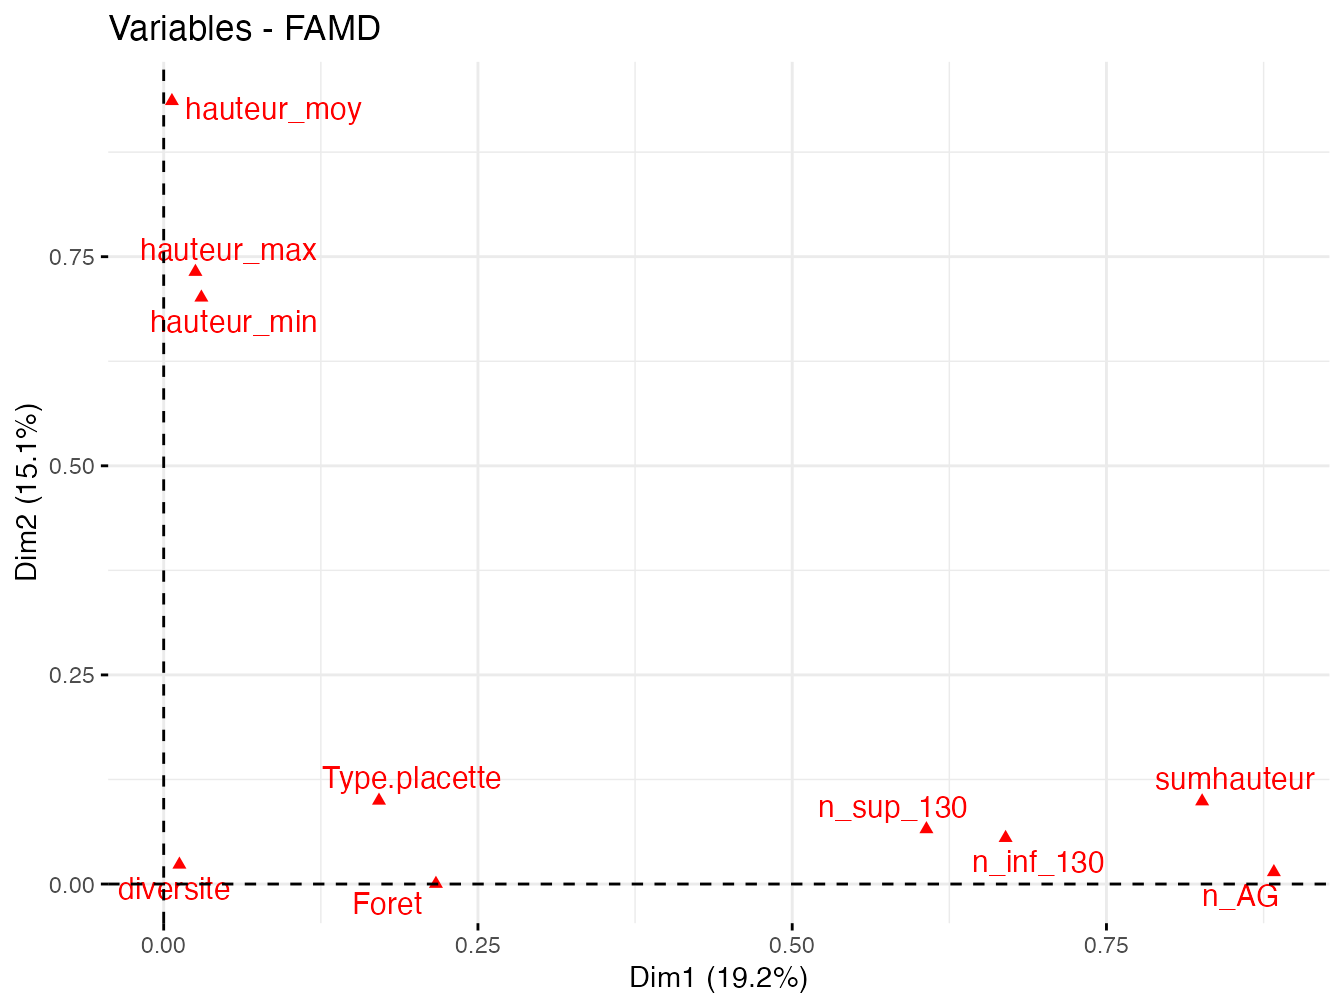 Variables - FAMD
hauteur_moy
hauteur_max
0.75
hauteur_min
Dim2 (15.1%)
0.50
0.25
Type.placette
sumhauteur
n_sup_130
n_inf_130
0.00
diversite
Foret
n_AG
0.00
0.25
0.50
0.75
Dim1 (19.2%)